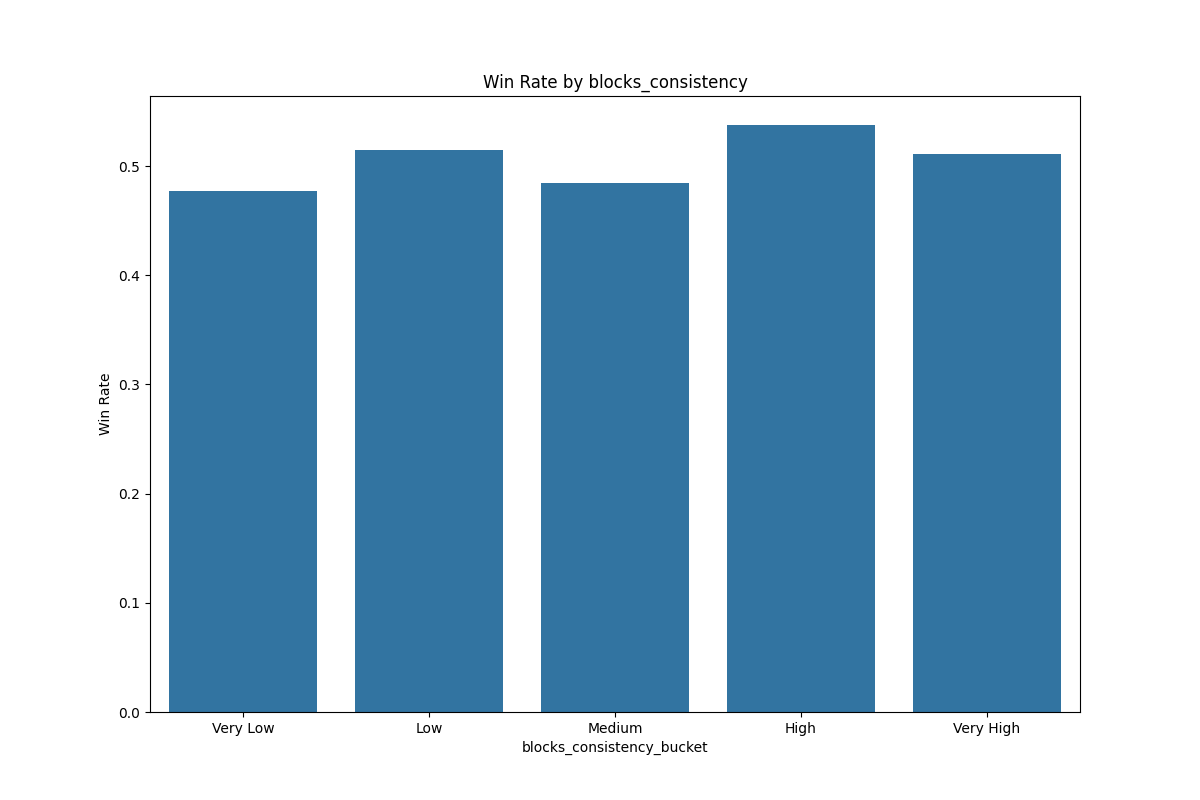 Win Rate by blocks_consistency
Win Rate
0.5
0.4
0.3
0.2
0.1
0.0
Very Low Low Medium High Very High
blocks_consistency_bucket